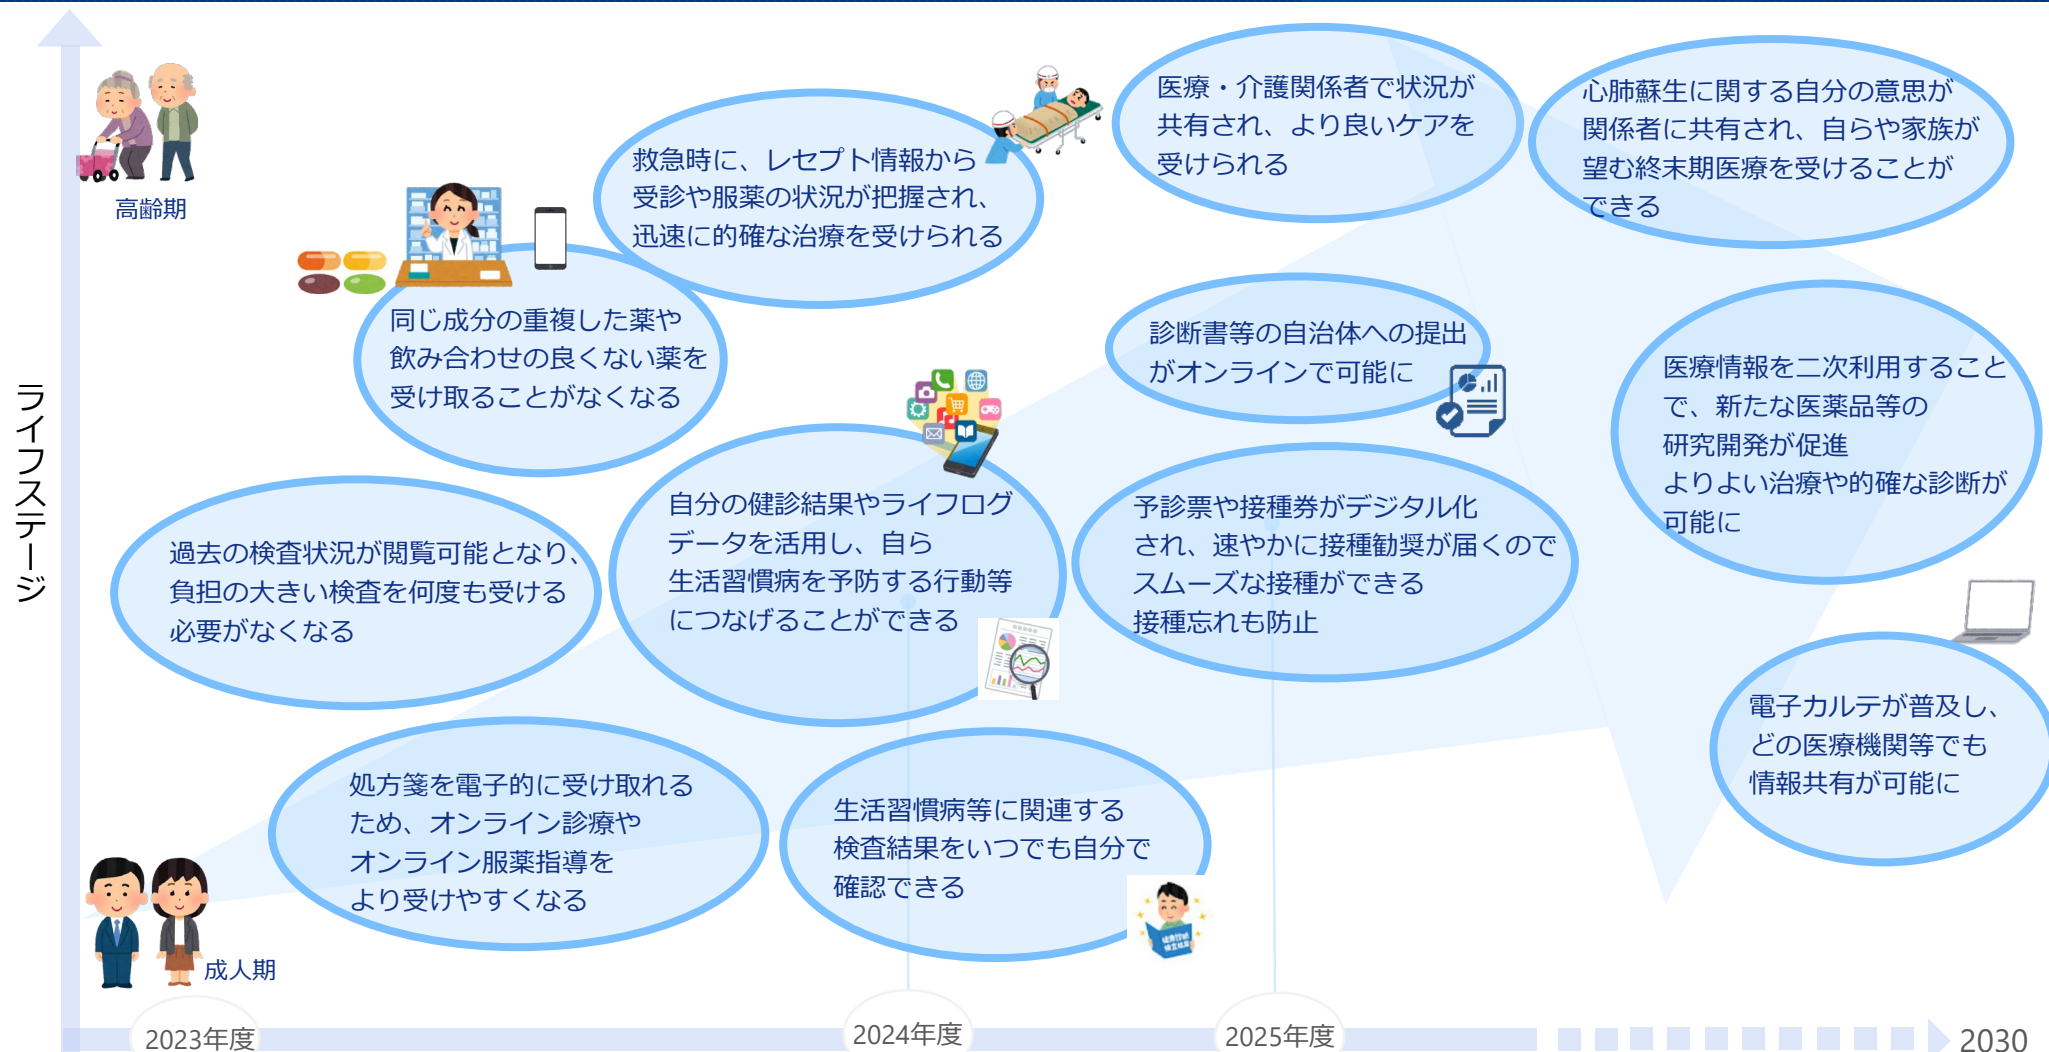 ライフステージ
高齢期
救急時に、レセプト情報から
受診や服薬の状況が把握され、
迅速に的確な治療を受けられる
医療・介護関係者で状況が
共有され、より良いケアを
受けられる
心肺蘇生に関する自分の意思が
関係者に共有され、自らや家族が
望む終末期医療を受けることが
できる
同じ成分の重複した薬や
飲み合わせの良くない薬を
受け取ることがなくなる
診断書等の自治体への提出
がオンラインで可能に
医療情報を二次利用すること
で、新たな医薬品等の
研究開発が促進
よりよい治療や的確な診断が
可能に
過去の検査状況が閲覧可能となり、
負担の大きい検査を何度も受ける
必要がなくなる
自分の健診結果やライフログ
データを活用し、自ら
生活習慣病を予防する行動等
につなげることができる
予診票や接種券がデジタル化
され、速やかに接種勧奨が届くので
スムーズな接種ができる
接種忘れも防止
電子カルテが普及し、
どの医療機関等でも
情報共有が可能に
処方箋を電子的に受け取れる
ため、オンライン診療や
オンライン服薬指導を
より受けやすくなる
生活習慣病等に関連する
検査結果をいつでも自分で
確認できる
成人期
2023年度
2024年度
2025年度
2030